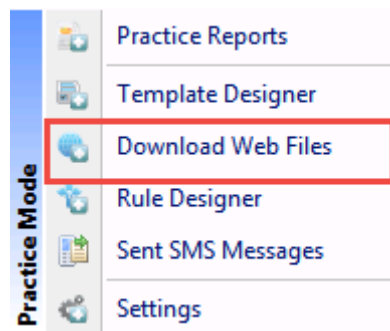 Practice Reports
Template Designer
Download Web Files
Rule Designer
Sent SMS Messages
Settings
Practice Mode